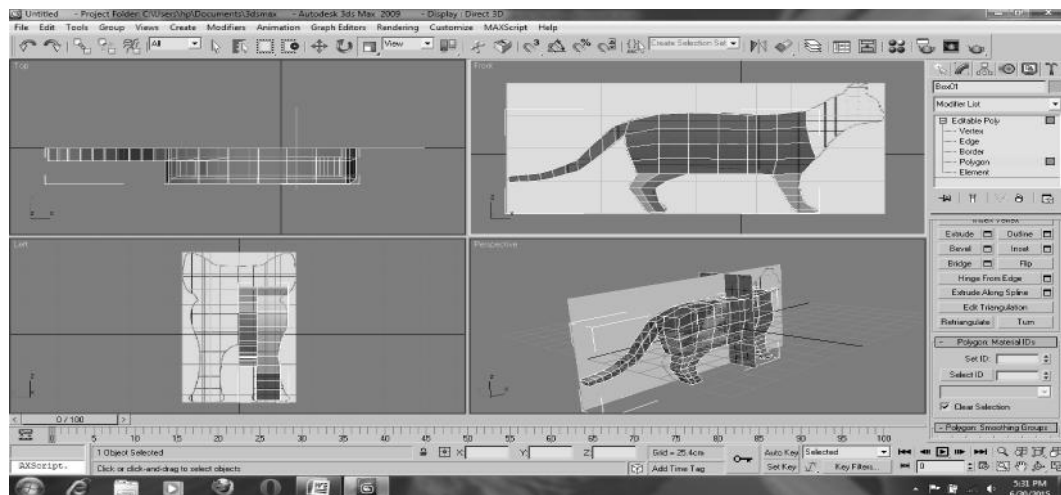 Untitled - Project Folder: C:\Users\hp\Documents\3dsmax - Autodesk 3ds Max 2009 - Display : Direct 3D
File Edit Tools Group Views Create Modifiers Animation Graph Editors Rendering Customize MAXScript Help
All View Create Selection Set
Top
Front
Left
Perspective
Box01
Modifier List
Editable Poly
Vertex
Edge
Border
Polygon
Element
Extrude Outline
Bevel Inset
Bridge Flip
Hinge From Edge
Extrude Along Spline
Edit Triangulation
Retriangulate Turn
- Polygon: Material IDs
Set ID:
Select ID
Clear Selection
- Polygon: Smoothing Groups
< 0 / 100 >
0 5 10 15 20 25 30 35 40 45 50 55 60 65 70 75 80 85 90 95 100
1 Object Selected X: Y: Z: Grid = 25.4cm Auto Key Selected
AXScript. Click or click-and-drag to select objects Add Time Tag Set Key Key Filters... 0
5:31 PM